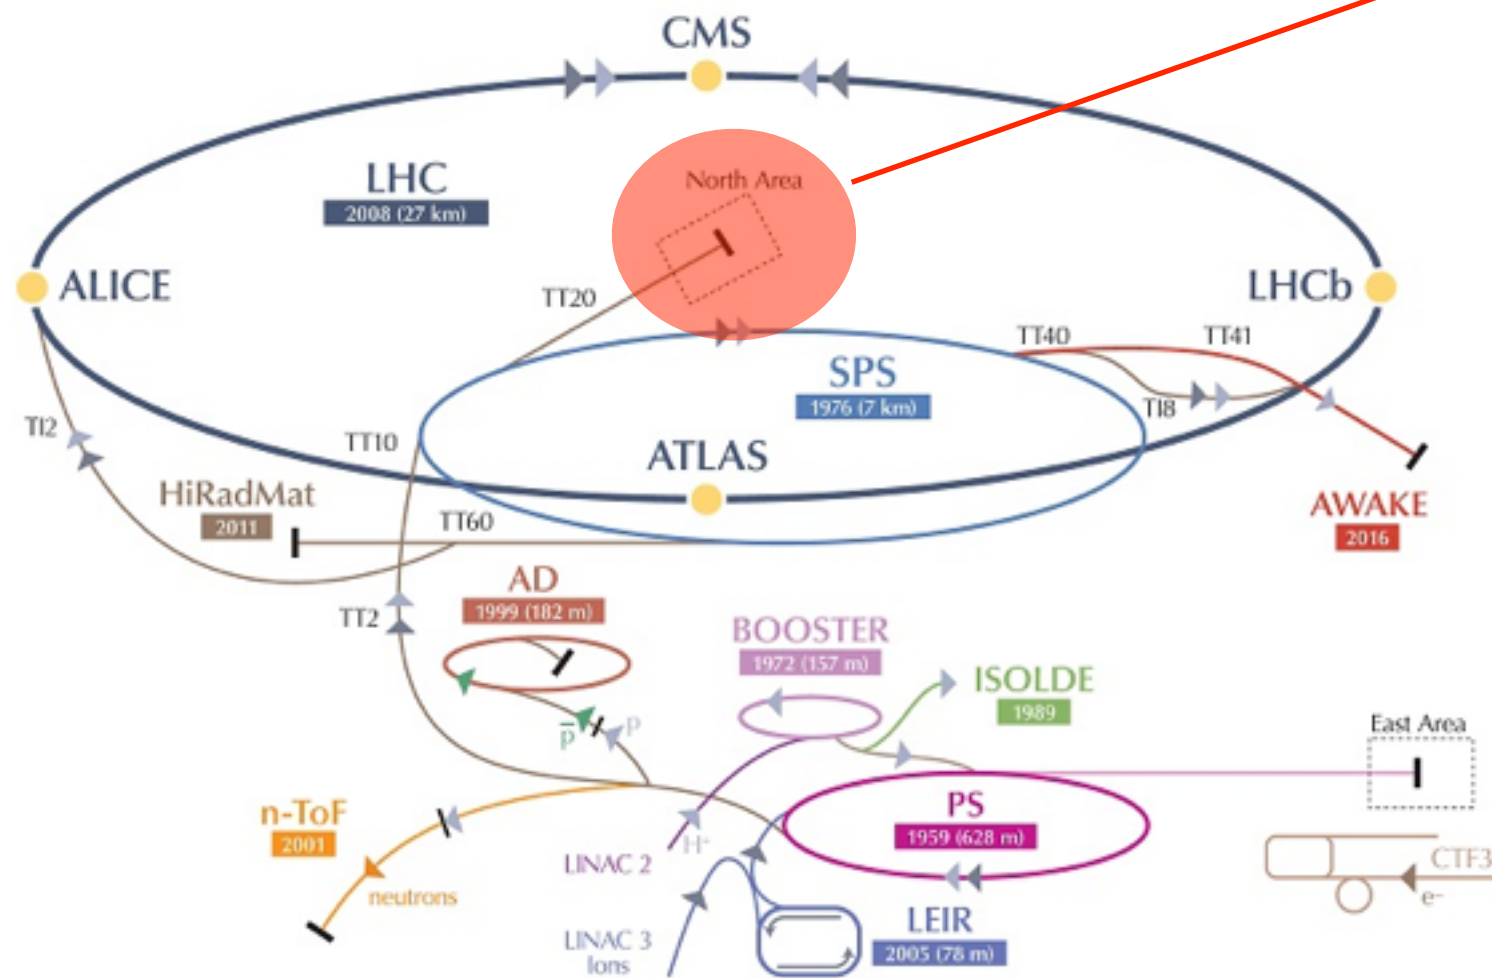 CMS
North Area
LHC
2008 (27 km)
ALICE
LHCb
TT20
TT40
TT41
SPS
1976 (7 km)
TI8
TI2
TT10
ATLAS
HiRadMat
2011
TT60
AWAKE
2016
AD
1999 (182 m)
TT2
BOOSTER
1972 (157 m)
ISOLDE
1989
p
p̅
East Area
n-ToF
2001
PS
1959 (628 m)
H⁺
LINAC 2
neutrons
CTF3
e⁻
LEIR
2005 (78 m)
LINAC 3
Ions